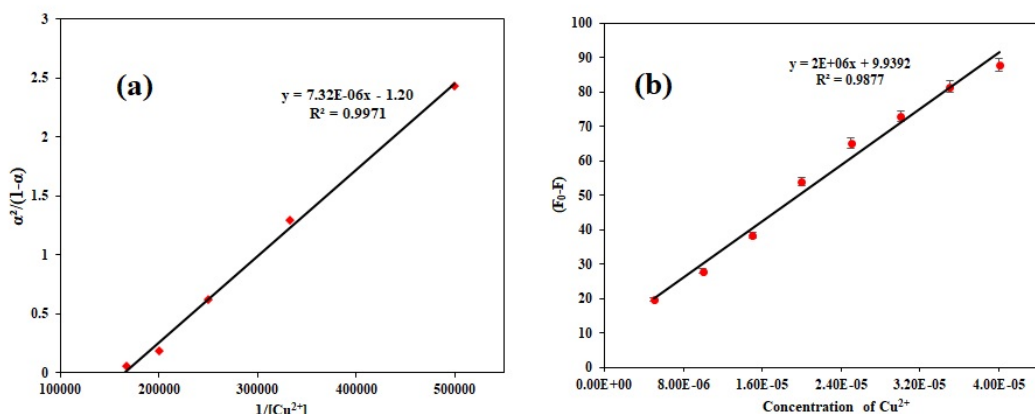 (a)
y = 7.32E-06x - 1.20
R² = 0.9971
α²/(1-α)
3
2.5
2
1.5
1
0.5
0
100000 200000 300000 400000 500000
1/[Cu²⁺]
(b)
y = 2E+06x + 9.9392
R² = 0.9877
(F₀-F)
100
90
80
70
60
50
40
30
20
10
0
0.00E+00 8.00E-06 1.60E-05 2.40E-05 3.20E-05 4.00E-05
Concentration of Cu²⁺